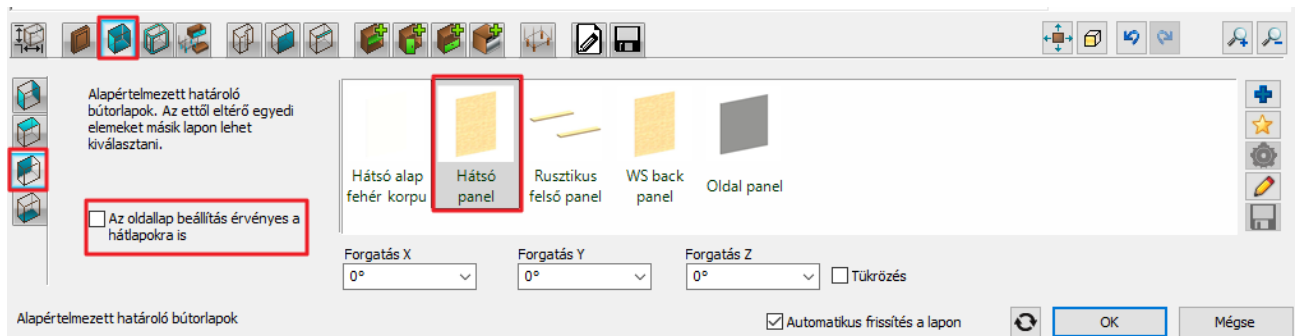 Alapértelmezett határoló
bútorlapok. Az ettől eltérő egyedi
elemeket másik lapon lehet
kiválasztani.
Az oldallap beállítás érvényes a
hátlapokra is
Hátsó alap
fehér korpu
Hátsó
panel
Rusztikus
felső panel
WS back
panel
Oldal panel
Forgatás X
0°
Forgatás Y
0°
Forgatás Z
0°
Tükrözés
Alapértelmezett határoló bútorlapok
Automatikus frissítés a lapon
OK
Mégse